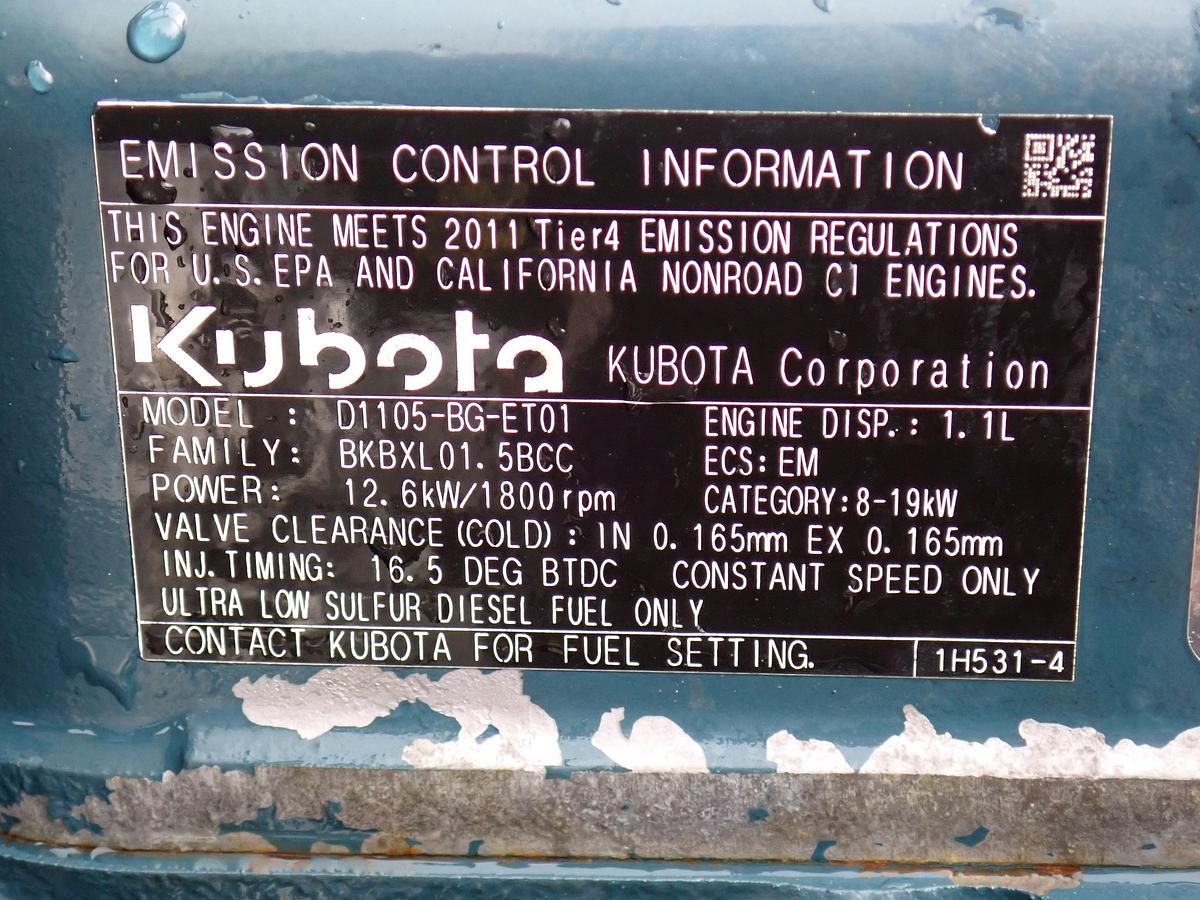 EMISSION CONTROL INFORMATION
THIS ENGINE MEETS 2011 Tier4 EMISSION REGULATIONS
FOR U.S.EPA AND CALIFORNIA NONROAD CI ENGINES.
Kubota KUBOTA Corporation
MODEL : D1105-BG-ET01 ENGINE DISP.: 1.1L
FAMILY: BKBXL01.5BCC ECS: EM
POWER: 12.6kW/1800rpm CATEGORY:8-19kW
VALVE CLEARANCE (COLD) : IN 0.165mm EX 0.165mm
INJ.TIMING: 16.5 DEG BTDC CONSTANT SPEED ONLY
ULTRA LOW SULFUR DIESEL FUEL ONLY
CONTACT KUBOTA FOR FUEL SETTING. 1H531-4